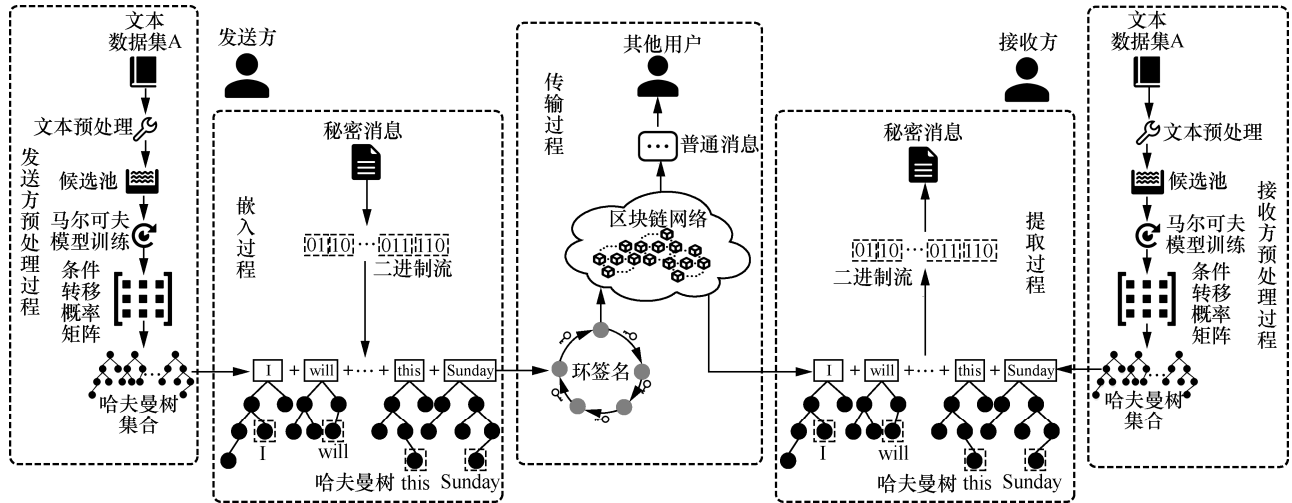 文本
数据集A
文本预处理
候选池
马尔可夫
模型训练
条件
转移
概率
矩阵
哈夫曼树
集合
发送方预处理过程
发送方
秘密消息
嵌入过程
0110 ··· 011 110
二进制流
I + will +···+ this + Sunday
I
will
哈夫曼树 this Sunday
其他用户
传输过程
普通消息
区块链网络
环签名
接收方
秘密消息
提取过程
0110 ··· 011 110
二进制流
I + will + ··· + this + Sunday
I
will
哈夫曼树 this Sunday
文本
数据集A
文本预处理
候选池
马尔可夫
模型训练
条件
转移
概率
矩阵
哈夫曼树
集合
接收方预处理过程